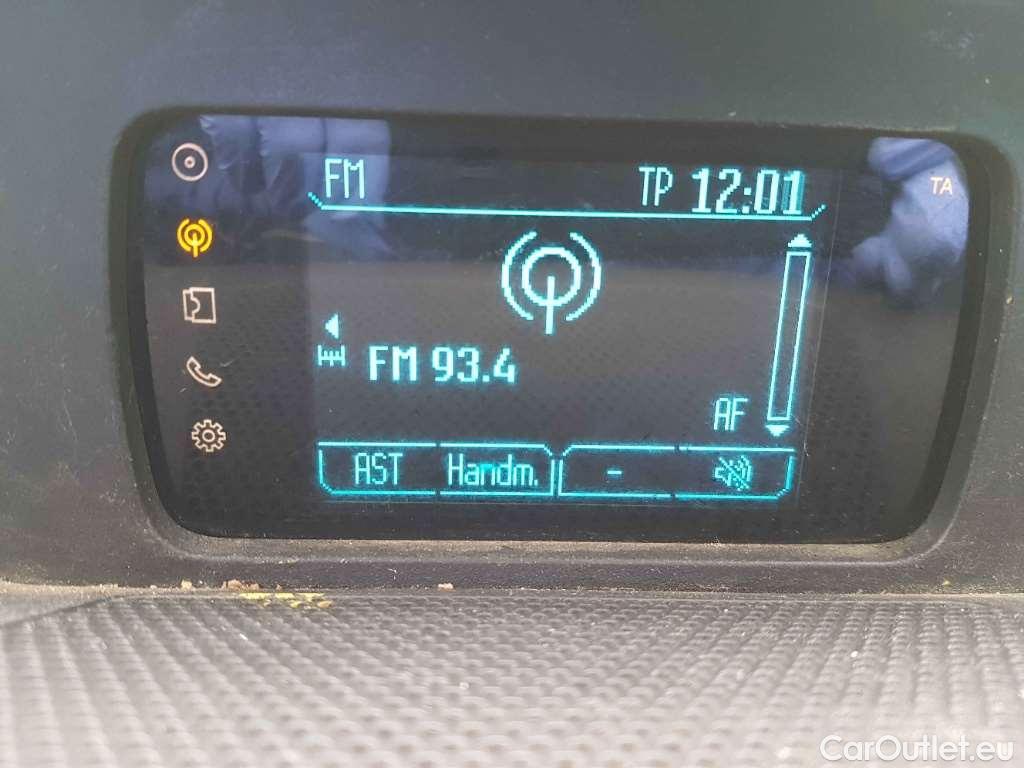 FM TP 12:01 TA
FM 93.4
AF
AST Handm. -
CarOutlet.eu